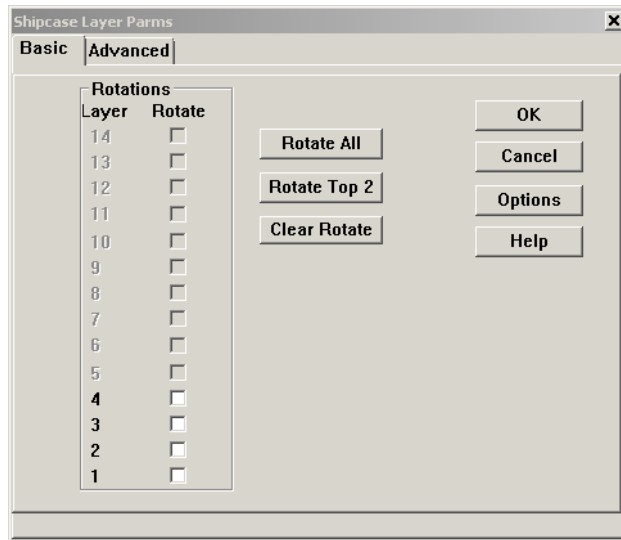 Shipcase Layer Parms
Basic Advanced
Rotations
Layer Rotate
14
13
12
11
10
9
8
7
6
5
4
3
2
1
Rotate All
Rotate Top 2
Clear Rotate
OK
Cancel
Options
Help